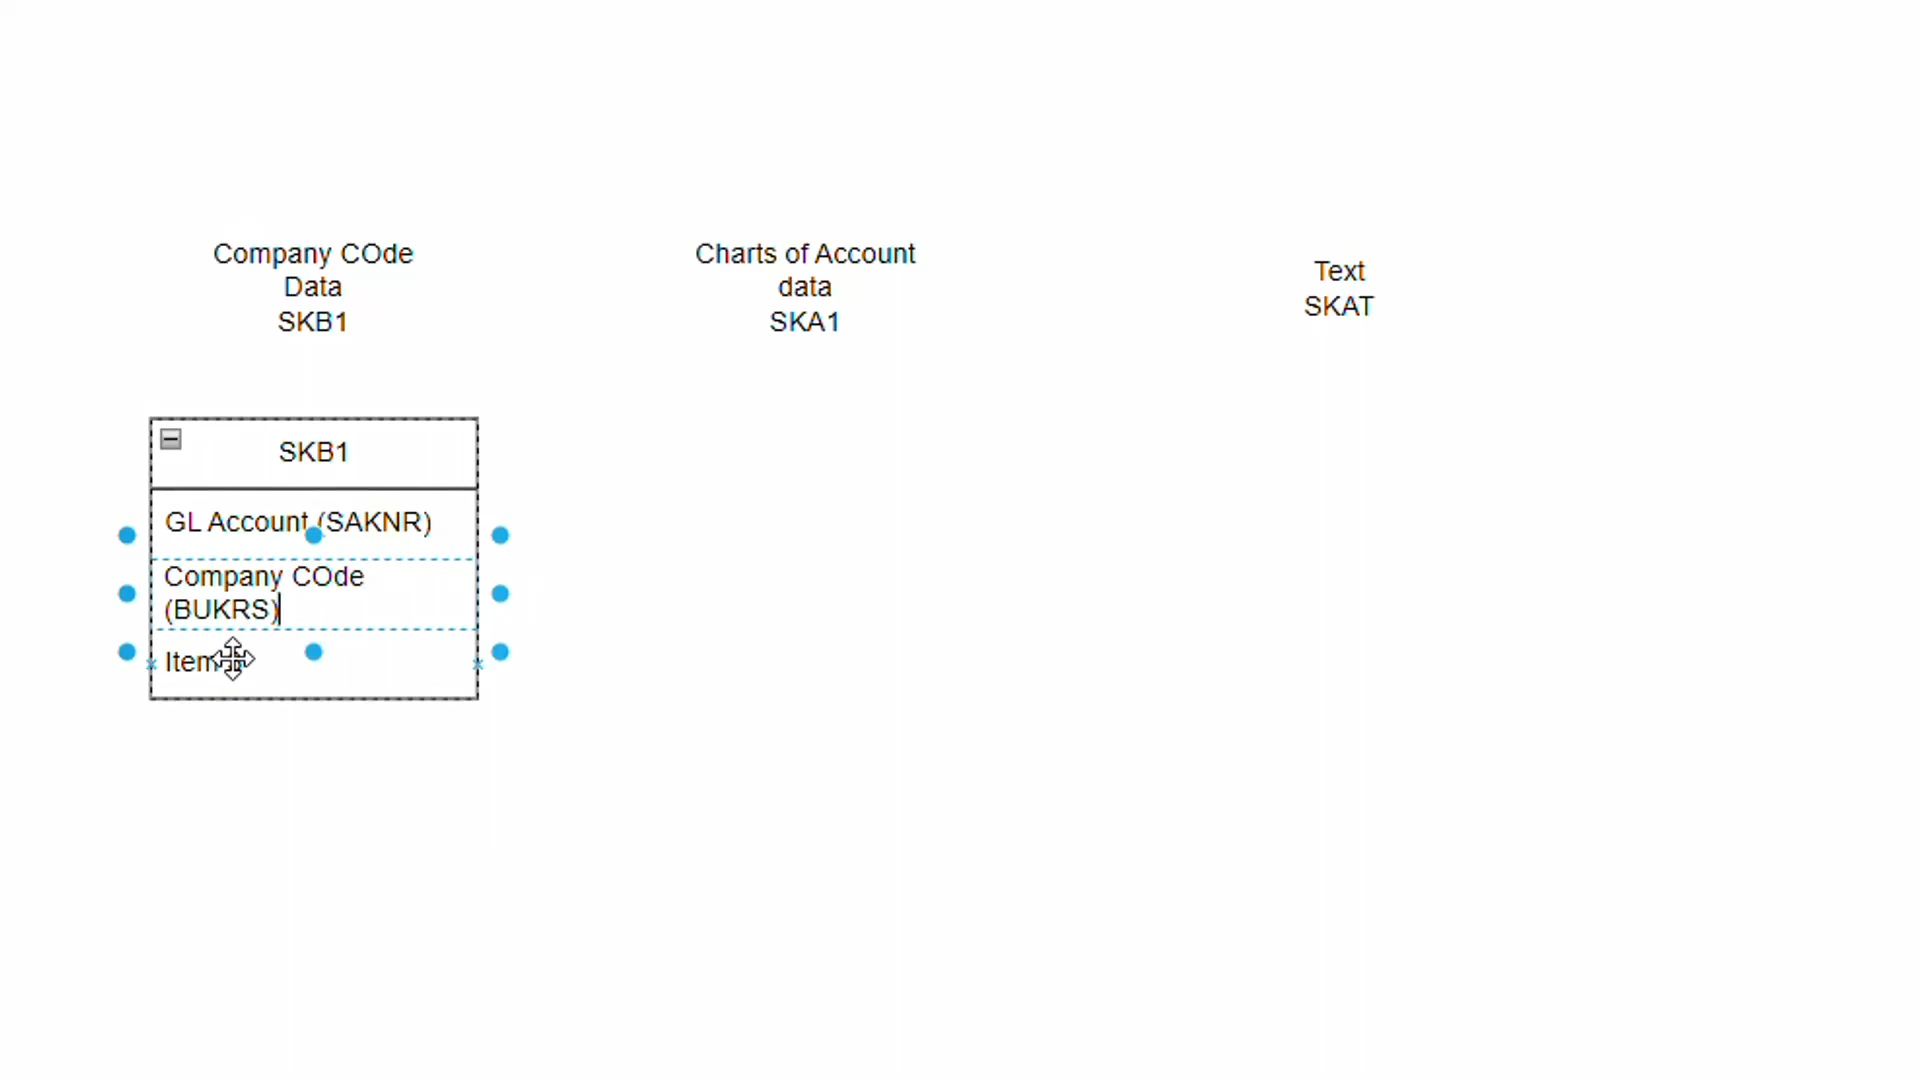 Company COde
Data
SKB1
Charts of Account
data
SKA1
Text
SKAT
SKB1
GL Account (SAKNR)
Company COde
(BUKRS)
Item